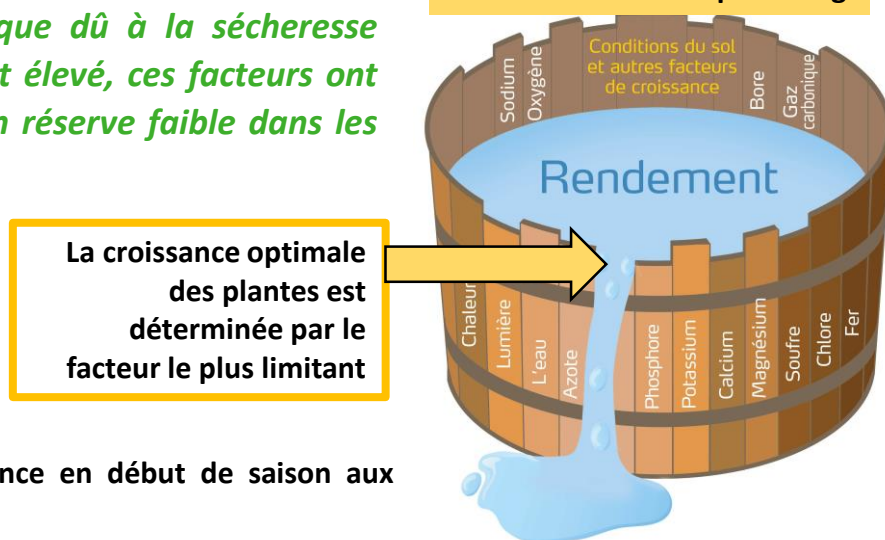 que dû à la sécheresse
t élevé, ces facteurs ont
n réserve faible dans les
Conditions du sol
et autres facteurs
de croissance
Sodium
Oxygène
Bore
Gaz
carbonique
Rendement
La croissance optimale
des plantes est
déterminée par le
facteur le plus limitant
Chaleur
Lumière
L'eau
Azote
Phosphore
Potassium
Calcium
Magnésium
Soufre
Chlore
Fer
nce en début de saison aux